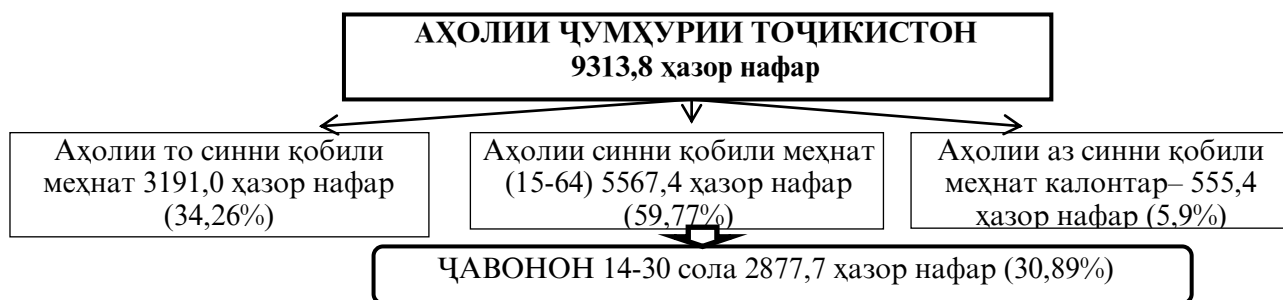 АҲОЛИИ ҶУМҲУРИИ ТОҶИКИСТОН
9313,8 ҳазор нафар
Аҳолии то синни қобили
меҳнат 3191,0 ҳазор нафар
(34,26%)
Аҳолии синни қобили меҳнат
(15-64) 5567,4 ҳазор нафар
(59,77%)
Аҳолии аз синни қобили
меҳнат калонтар– 555,4
ҳазор нафар (5,9%)
ҶАВОНОН 14-30 сола 2877,7 ҳазор нафар (30,89%)